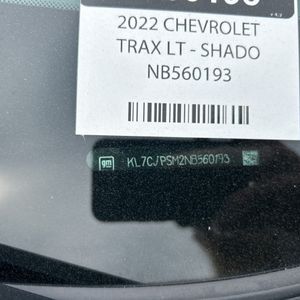 2022 CHEVROLET
TRAX LT - SHADO
NB560193
gm KL7CJPSM2NB560193